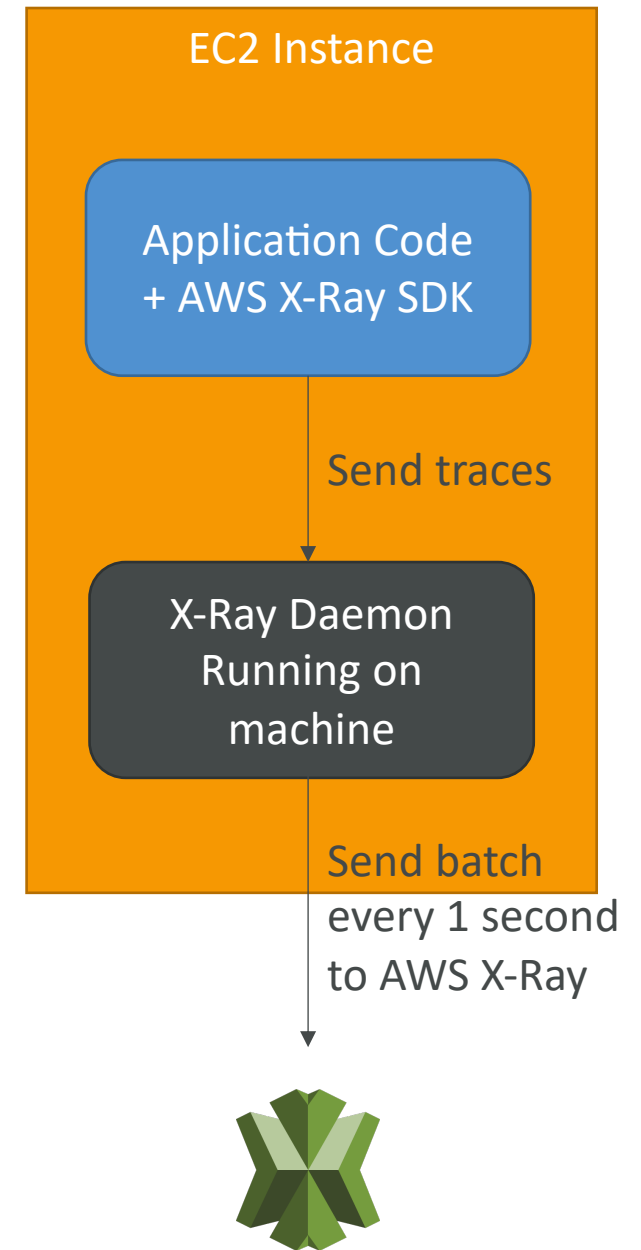 EC2 Instance
Application Code
+ AWS X-Ray SDK
Send traces
X-Ray Daemon
Running on
machine
Send batch
every 1 second
to AWS X-Ray